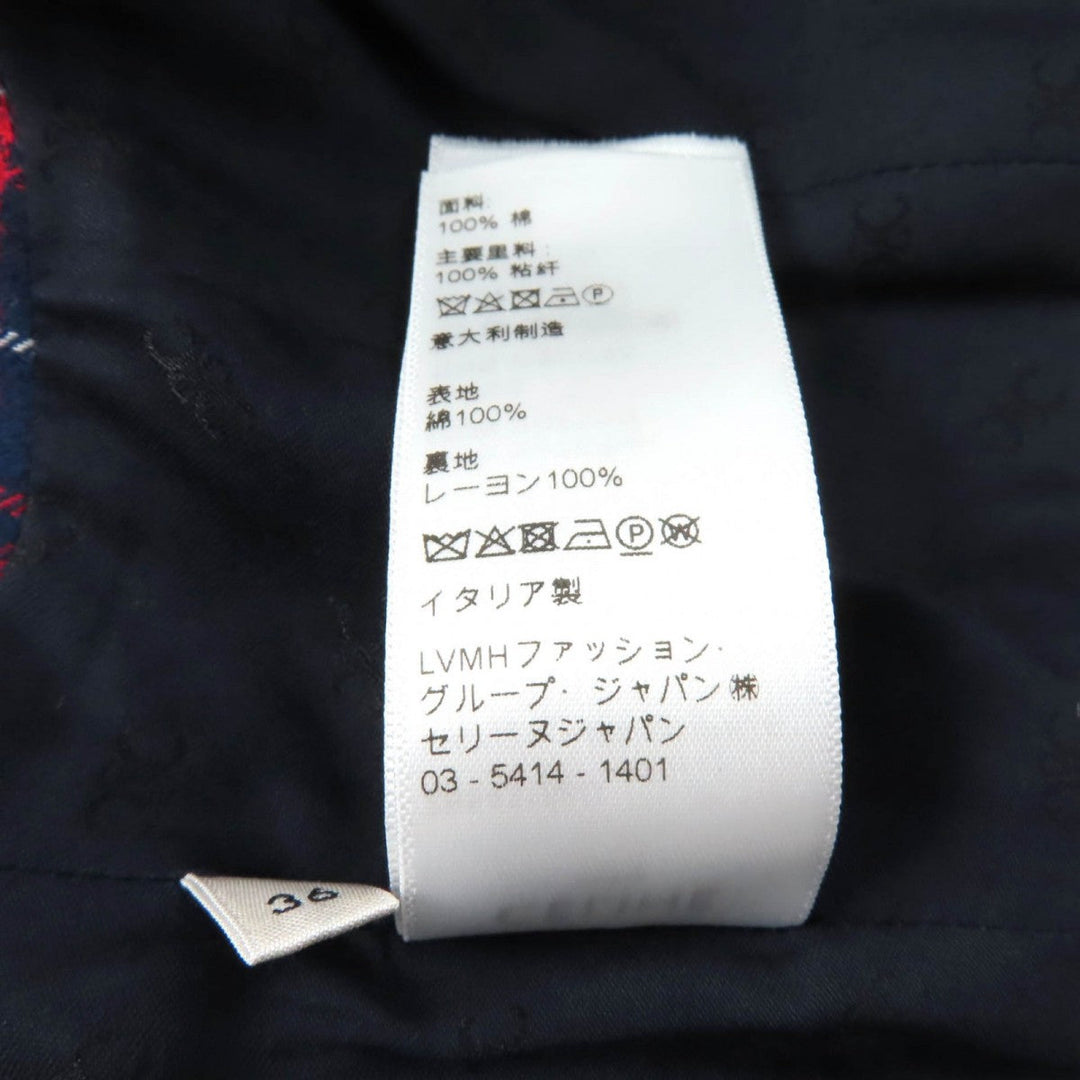 面料:
100% 棉
主要里料:
100% 粘纤
意大利制造
表地
綿100%
裏地
レーヨン100%
イタリア製
LVMHファッション・
グループ・ジャパン㈱
セリーヌジャパン
03 - 5414 - 1401
36